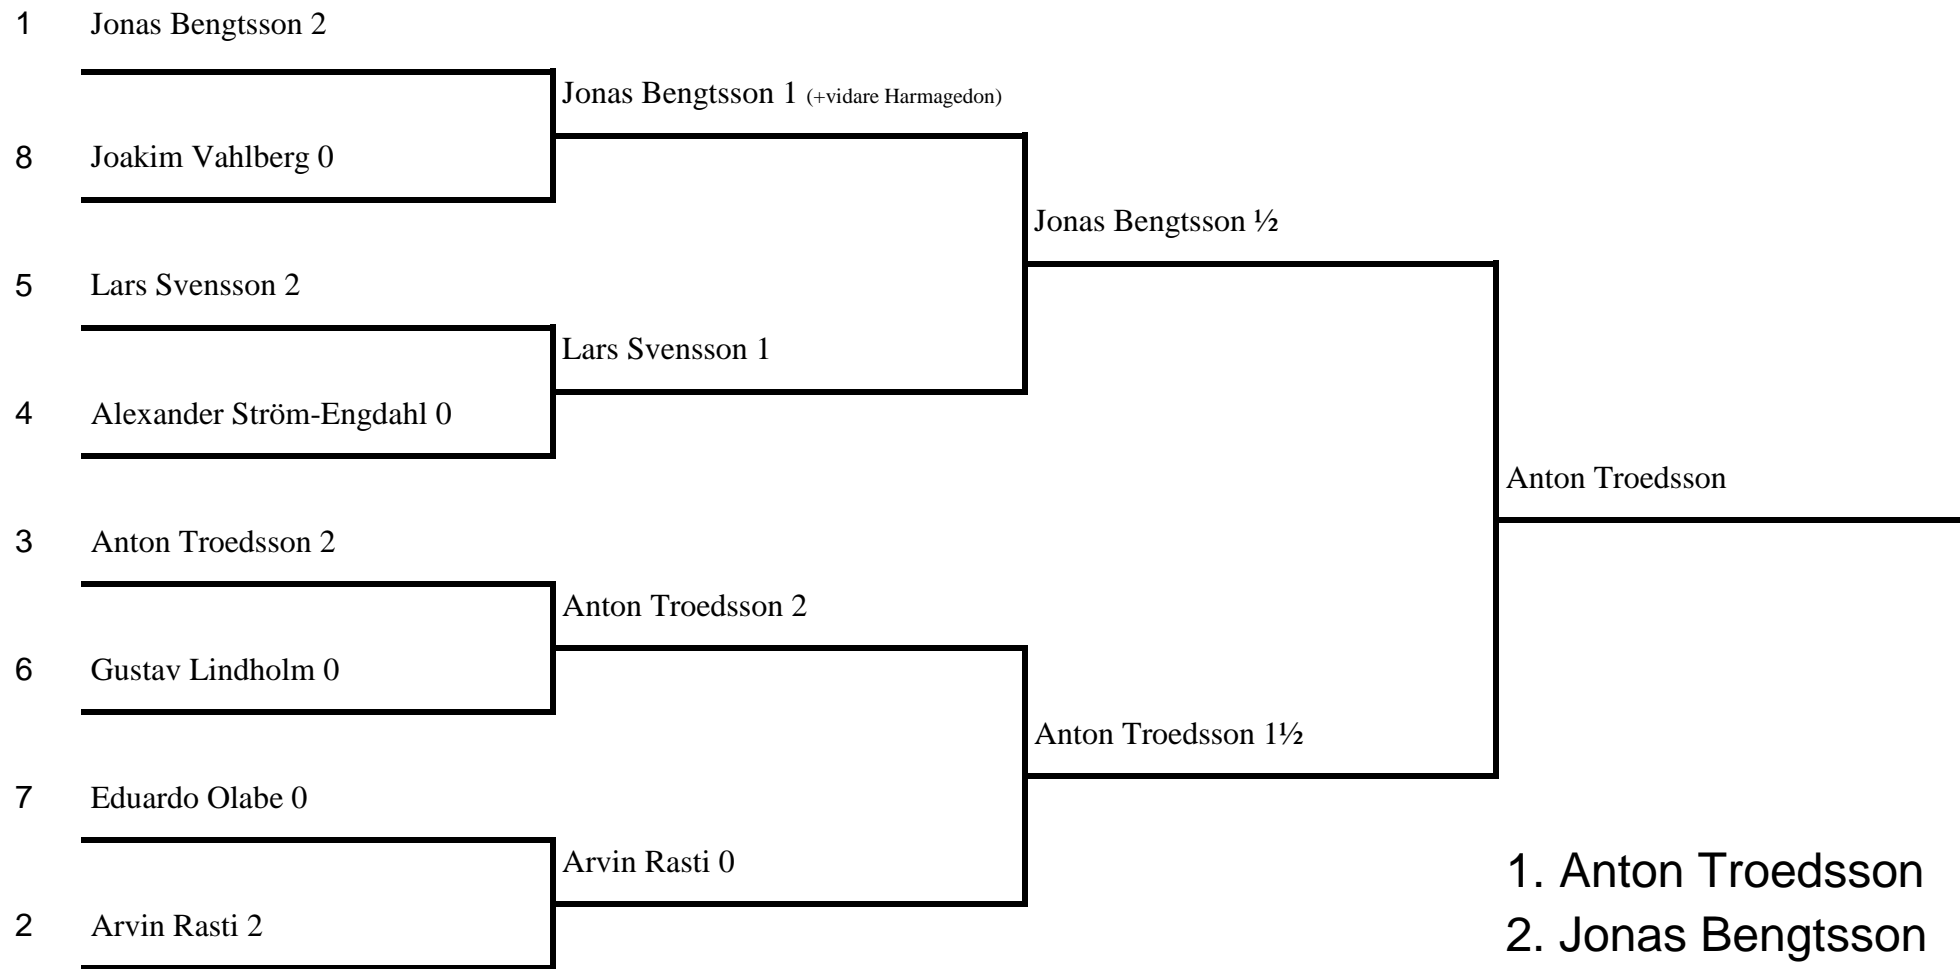 1 Jonas Bengtsson 2
Jonas Bengtsson 1 (+vidare Harmagedon)
8 Joakim Vahlberg 0
Jonas Bengtsson ½
5 Lars Svensson 2
Lars Svensson 1
4 Alexander Ström-Engdahl 0
Anton Troedsson
3 Anton Troedsson 2
Anton Troedsson 2
6 Gustav Lindholm 0
Anton Troedsson 1½
7 Eduardo Olabe 0
Arvin Rasti 0
2 Arvin Rasti 2
1. Anton Troedsson
2. Jonas Bengtsson